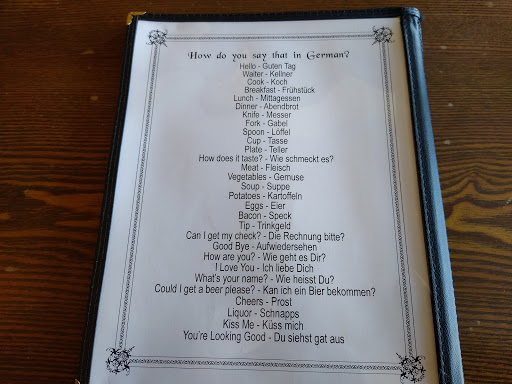 How do you say that in German?
Hello - Guten Tag
Waiter - Kellner
Cook - Koch
Breakfast - Frühstück
Lunch - Mittagessen
Dinner - Abendbrot
Knife - Messer
Fork - Gabel
Spoon - Löffel
Cup - Tasse
Plate - Teller
How does it taste? - Wie schmeckt es?
Meat - Fleisch
Vegetables - Gemuse
Soup - Suppe
Potatoes - Kartoffeln
Eggs - Eier
Bacon - Speck
Tip - Trinkgeld
Can I get my check? - Die Rechnung bitte?
Good Bye - Aufwiedersehen
How are you? - Wie geht es Dir?
I Love You - Ich liebe Dich
What's your name? - Wie heisst Du?
Could I get a beer please? - Kan ich ein Bier bekommen?
Cheers - Prost
Liquor - Schnapps
Kiss Me - Küss mich
You're Looking Good - Du siehst gat aus